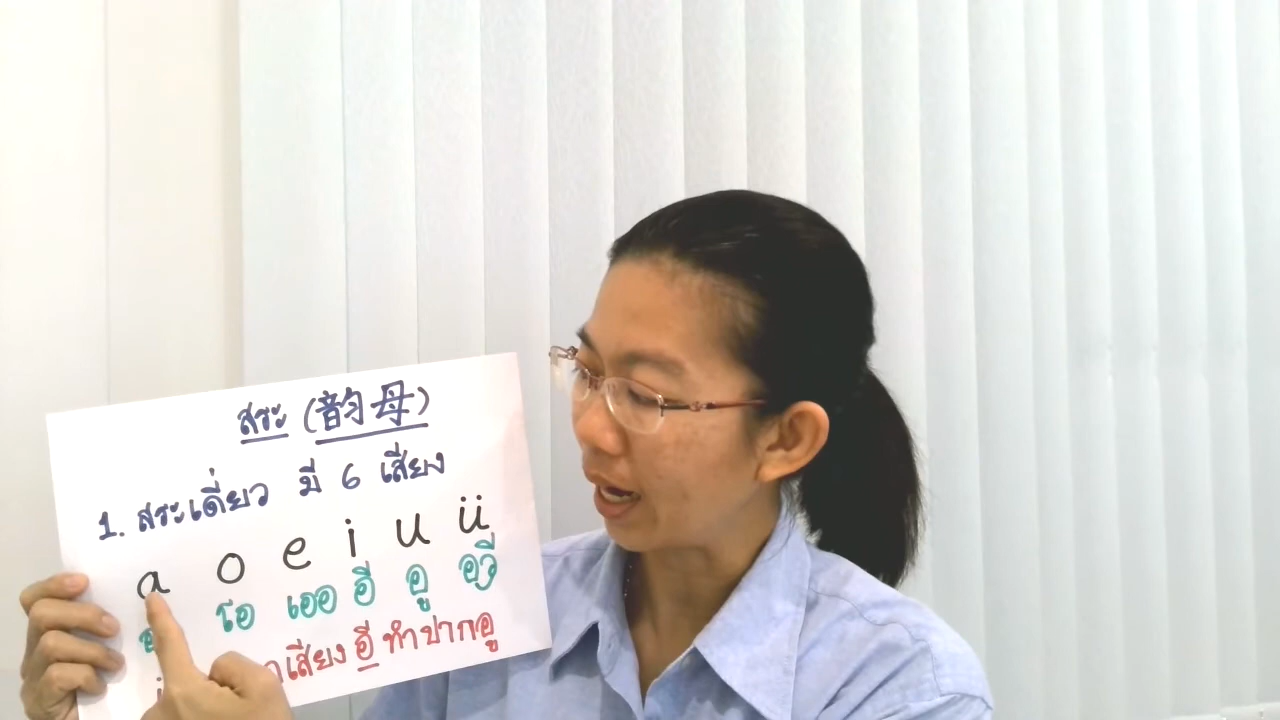 สระ (韵母)
1. สระเดี่ยว มี 6 เสียง
a o e i u ü
โอ เออ อี อู อวี
เสียง อี ทำปากอู